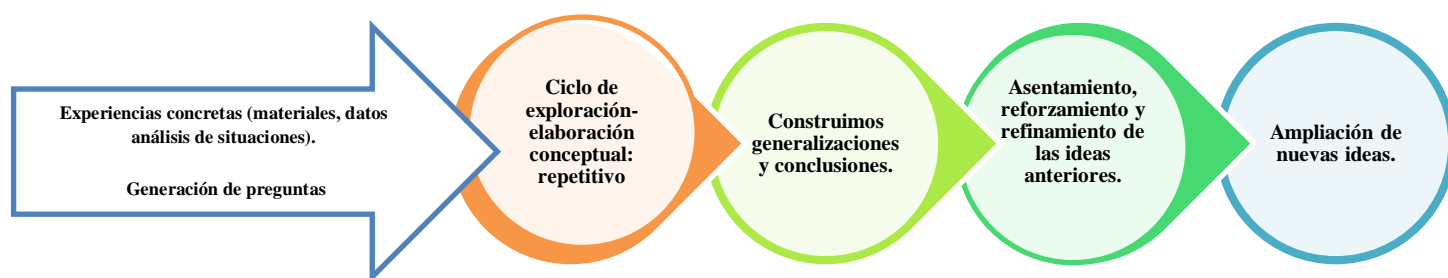 Experiencias concretas (materiales, datos
análisis de situaciones).
Generación de preguntas
Ciclo de
exploración-
elaboración
conceptual:
repetitivo
Construimos
generalizaciones
y conclusiones.
Asentamiento,
reforzamiento y
refinamiento de
las ideas
anteriores.
Ampliación de
nuevas ideas.